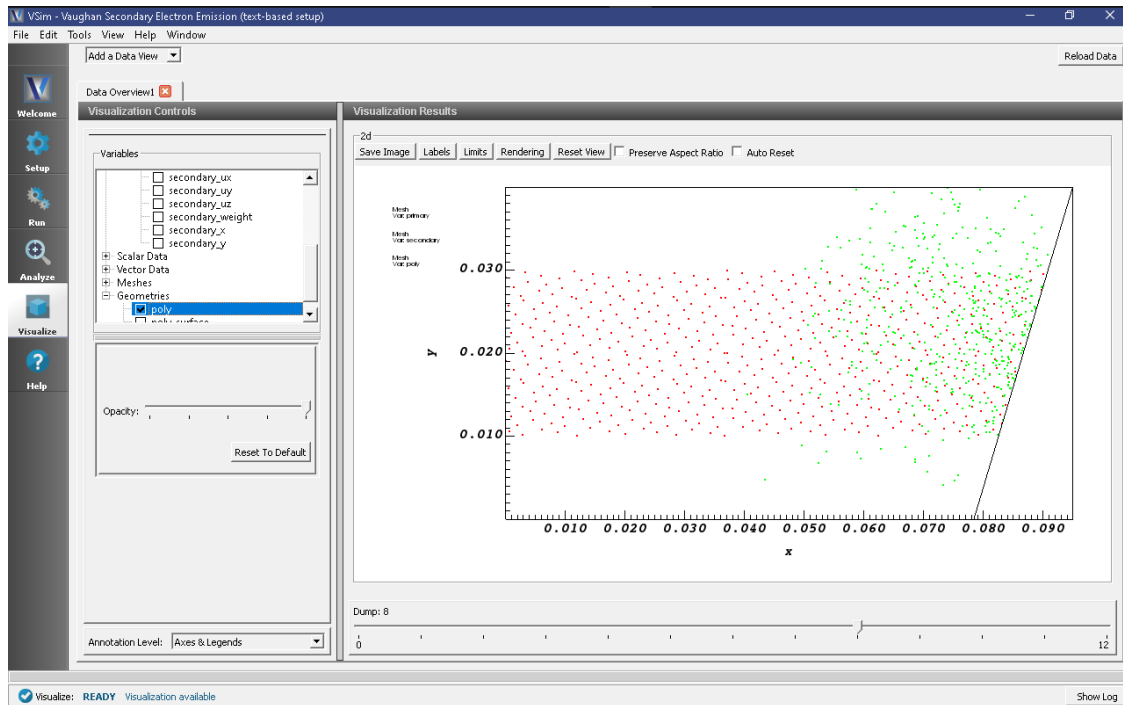 VSim - Vaughan Secondary Electron Emission (text-based setup)
File Edit Tools View Help Window
Add a Data View
Reload Data
Data Overview1
Welcome
Setup
Run
Analyze
Visualize
Help
Visualization Controls
Variables
secondary_ux
secondary_uy
secondary_uz
secondary_weight
secondary_x
secondary_y
Scalar Data
Vector Data
Meshes
Geometries
poly
poly_surface
Opacity:
Reset To Default
Annotation Level: Axes & Legends
Visualization Results
2d
Save Image Labels Limits Rendering Reset View Preserve Aspect Ratio Auto Reset
Mesh
Var: primary
Mesh
Var: secondary
Mesh
Var: poly
0.030
0.020
0.010
y
0.010 0.020 0.030 0.040 0.050 0.060 0.070 0.080 0.090
x
Dump: 8
0 12
Visualize: READY Visualization available
Show Log